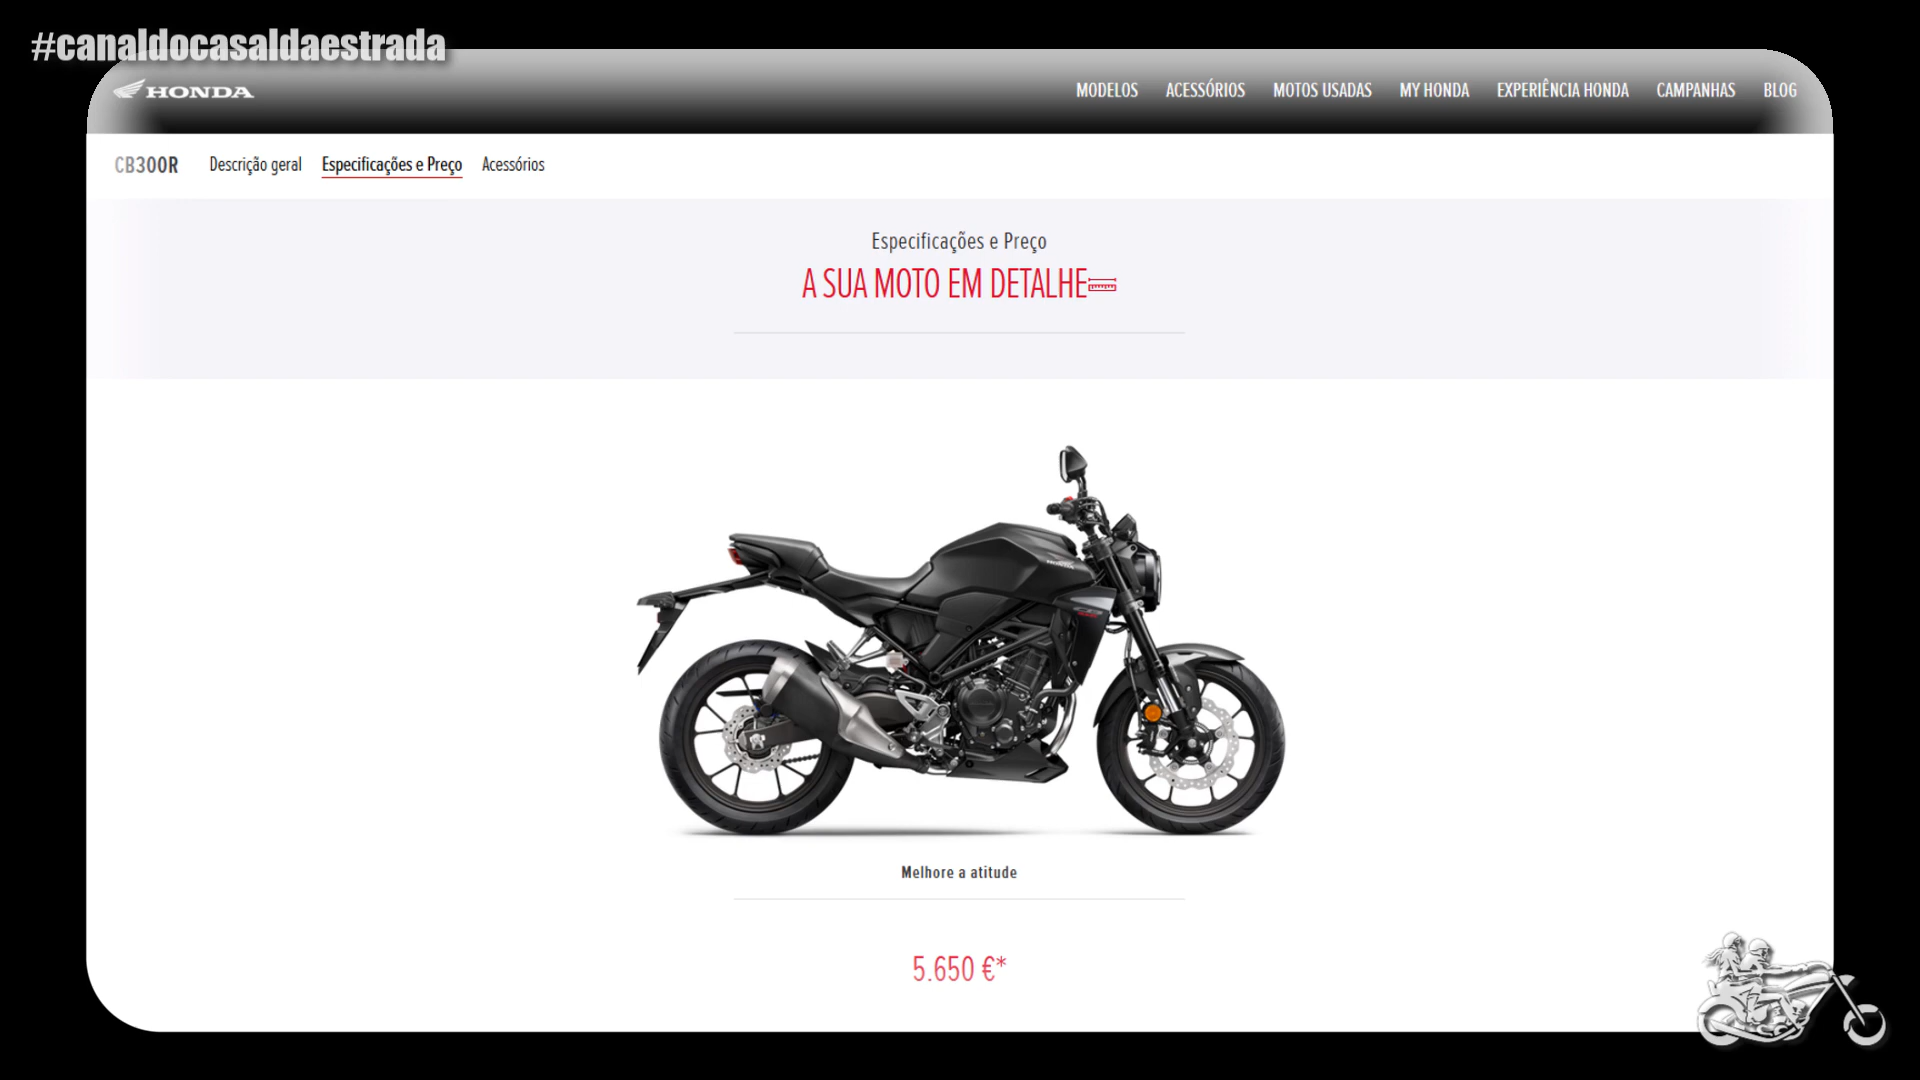 #canaldocasaldaestrada
HONDA
MODELOS ACESSÓRIOS MOTOS USADAS MY HONDA EXPERIÊNCIA HONDA CAMPANHAS BLOG
CB300R Descrição geral Especificações e Preço Acessórios
Especificações e Preço
A SUA MOTO EM DETALHE
Melhore a atitude
5.650 €*